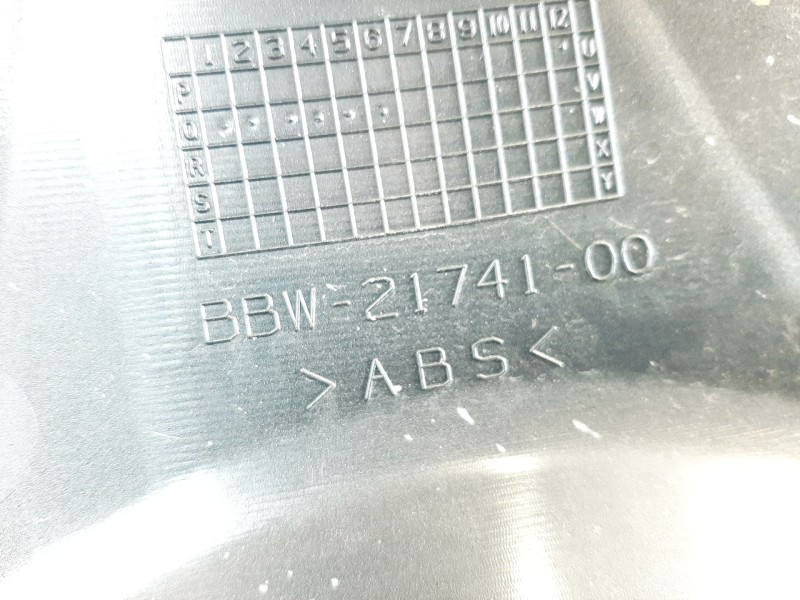 1 2 3 4 5 6 7 8 9 10 11 12
P U
Q V
R W
S X
T Y
BBW-21741-00
>ABS<